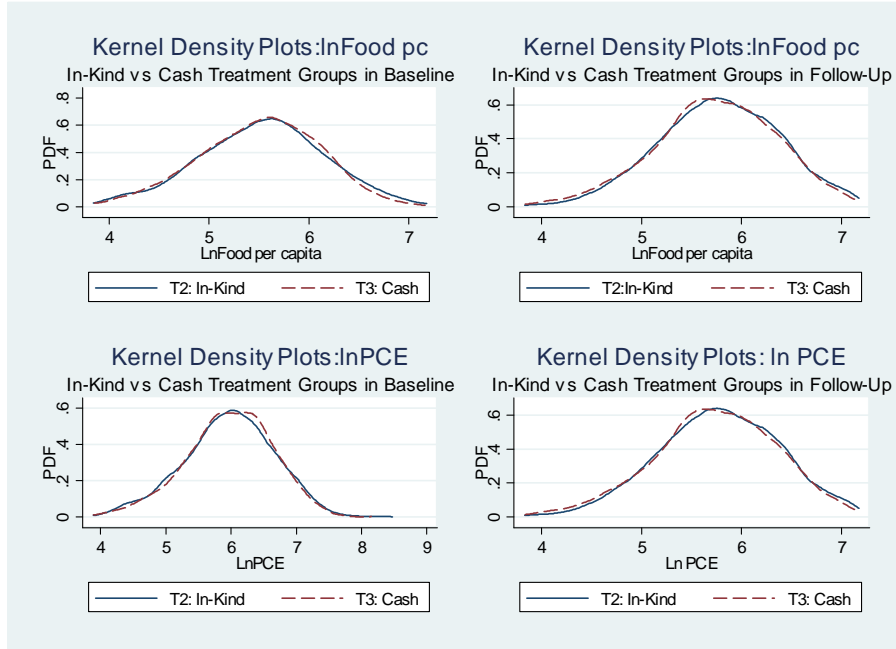 Kernel Density Plots:lnFood pc
In-Kind vs Cash Treatment Groups in Baseline
.8
.6
.4
.2
0
PDF
4 5 6 7
LnFood per capita
T2: In-Kind T3: Cash
Kernel Density Plots:lnFood pc
In-Kind vs Cash Treatment Groups in Follow-Up
.6
.4
.2
0
PDF
4 5 6 7
LnFood per capita
T2:In-Kind T3: Cash
Kernel Density Plots:lnPCE
In-Kind vs Cash Treatment Groups in Baseline
.6
.4
.2
0
PDF
4 5 6 7 8 9
LnPCE
T2: In-Kind T3: Cash
Kernel Density Plots: ln PCE
In-Kind vs Cash Treatment Groups in Follow-Up
.6
.4
.2
0
PDF
4 5 6 7
Ln PCE
T2: In-Kind T3: Cash